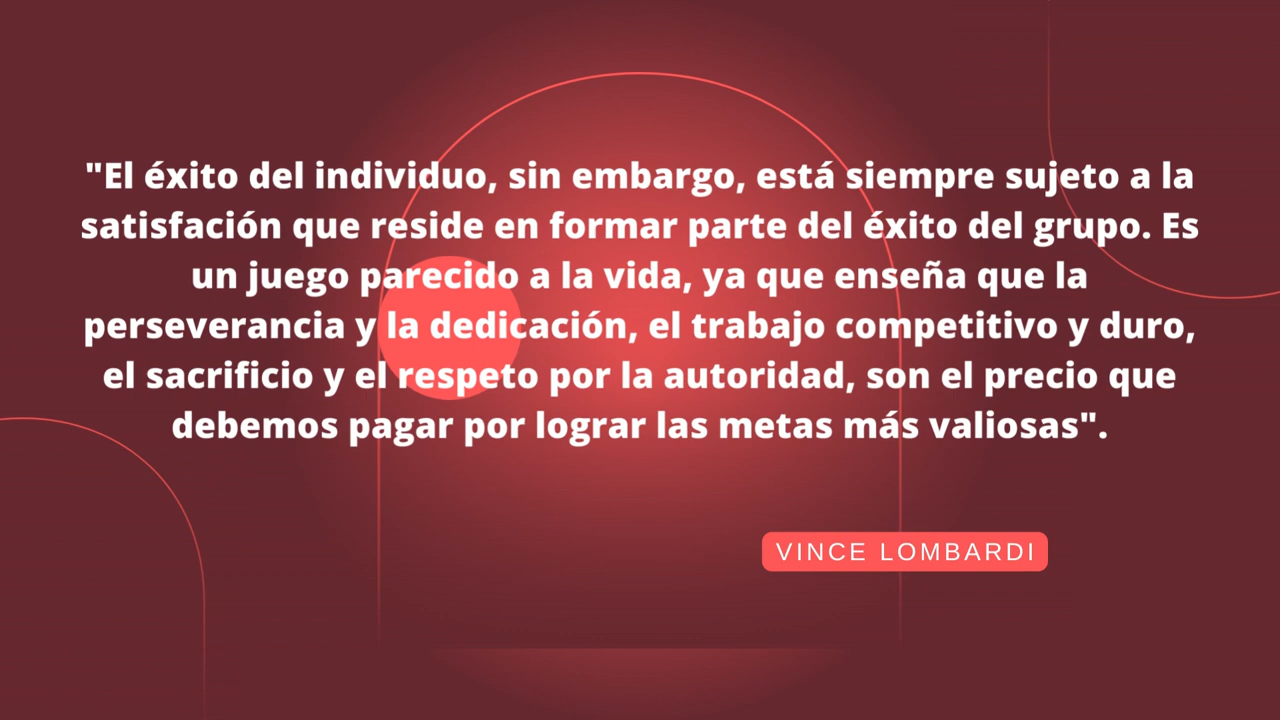 "El éxito del individuo, sin embargo, está siempre sujeto a la
satisfación que reside en formar parte del éxito del grupo. Es
un juego parecido a la vida, ya que enseña que la
perseverancia y la dedicación, el trabajo competitivo y duro,
el sacrificio y el respeto por la autoridad, son el precio que
debemos pagar por lograr las metas más valiosas".
VINCE LOMBARDI